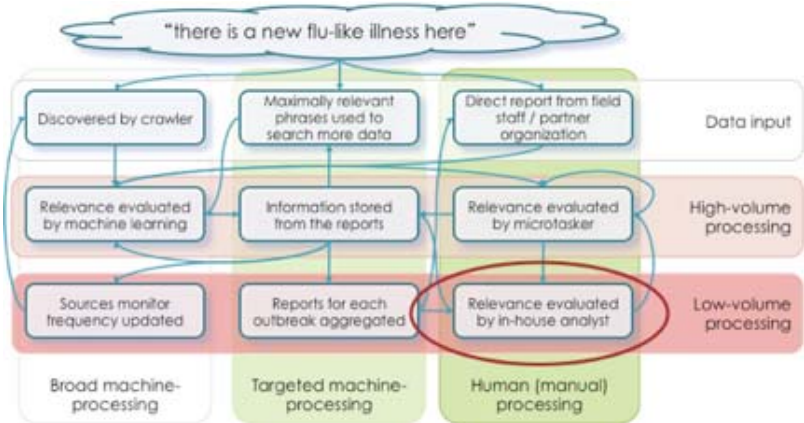 “there is a new flu-like illness here”
Discovered by crawler
Maximally relevant
phrases used to
search more data
Direct report from field
staff / partner
organization
Data input
Relevance evaluated
by machine learning
Information stored
from the reports
Relevance evaluated
by microtasker
High-volume
processing
Sources monitor
frequency updated
Reports for each
outbreak aggregated
Relevance evaluated
by in-house analyst
Low-volume
processing
Broad machine-
processing
Targeted machine-
processing
Human (manual)
processing